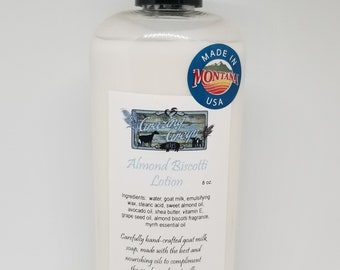 MADE IN
MONTANA
USA
Almond Biscotti
Lotion
8 oz.
Ingredients: water, goat milk, emulsifying
wax, stearic acid, sweet almond oil,
avocado oil, shea butter, vitamin E,
grape seed oil, almond biscotti fragrance,
myrrh essential oil
Carefully hand-crafted goat milk
soap, made with the best and
nourishing oils to compliment